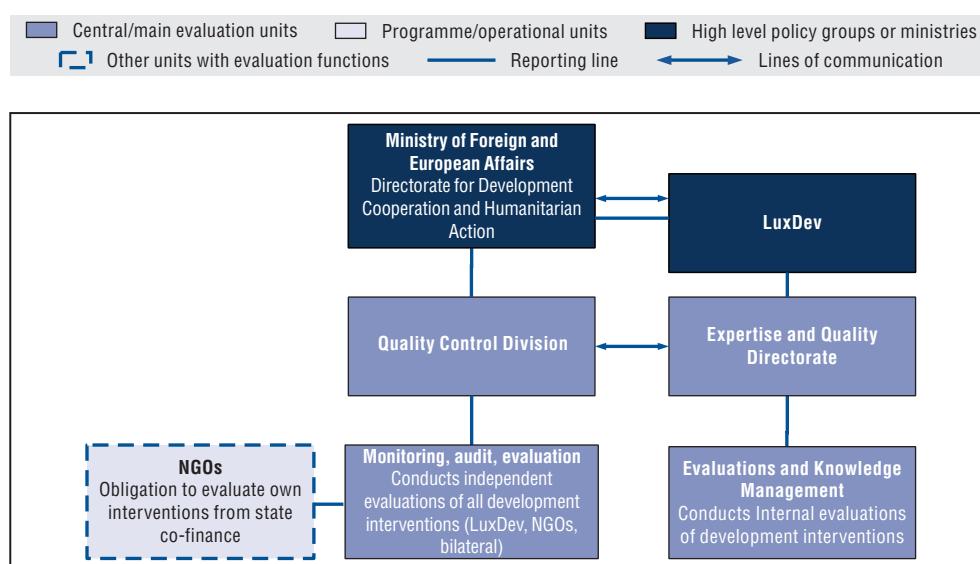 Central/main evaluation units
Programme/operational units
High level policy groups or ministries
Other units with evaluation functions
Reporting line
Lines of communication
Ministry of Foreign and
European Affairs
Directorate for Development
Cooperation and Humanitarian
Action
LuxDev
Quality Control Division
Expertise and Quality
Directorate
NGOs
Obligation to evaluate own
interventions from state
co-finance
Monitoring, audit, evaluation
Conducts independent
evaluations of all development
interventions (LuxDev, NGOs,
bilateral)
Evaluations and Knowledge
Management
Conducts Internal evaluations
of development interventions